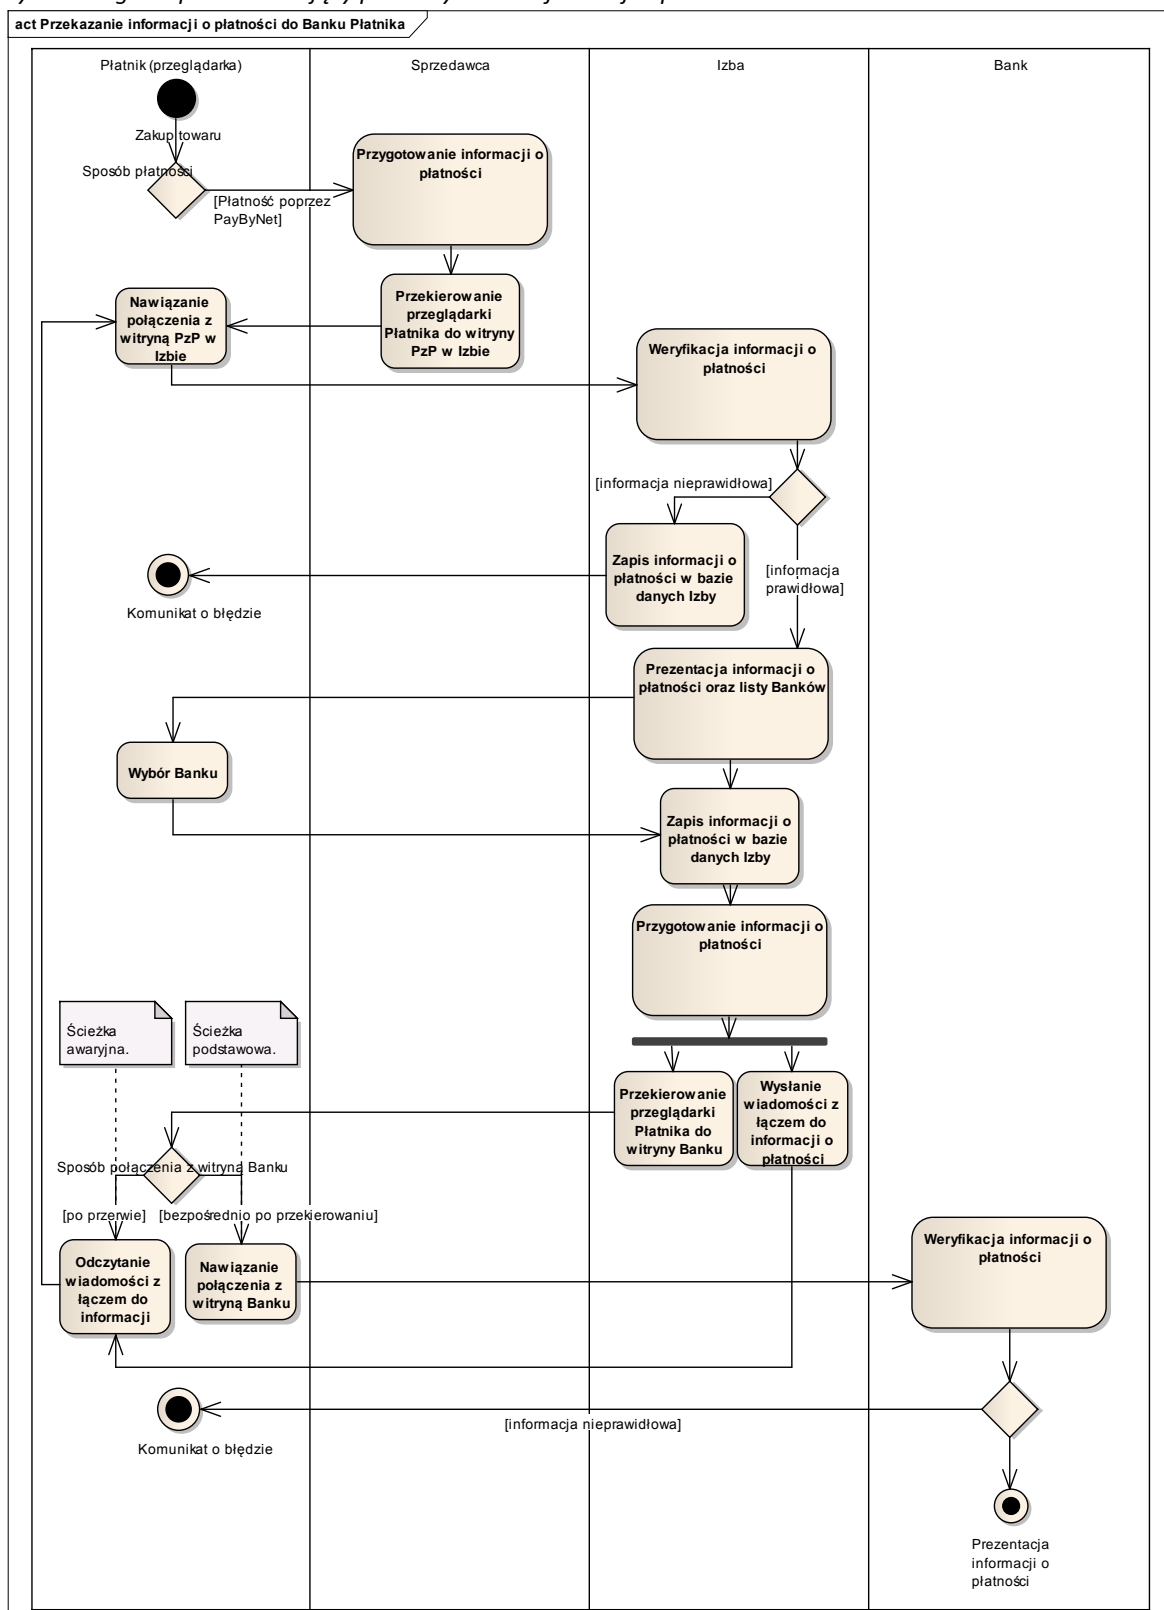 act Przekazanie informacji o płatności do Banku Płatnika
Płatnik (przeglądarka)
Sprzedawca
Izba
Bank
Zakup towaru
Sposób płatności
[Płatność poprzez
PayByNet]
Przygotowanie informacji o
płatności
Nawiązanie
połączenia z
witryną PzP w
Izbie
Przekierowanie
przeglądarki
Płatnika do witryny
PzP w Izbie
Weryfikacja informacji o
płatności
[informacja nieprawidłowa]
Zapis informacji o
płatności w bazie
danych Izby
[informacja
prawidłowa]
Komunikat o błędzie
Prezentacja informacji o
płatności oraz listy Banków
Wybór Banku
Zapis informacji o
płatności w bazie
danych Izby
Przygotowanie informacji o
płatności
Ścieżka
awaryjna.
Ścieżka
podstawowa.
Przekierowanie
przeglądarki
Płatnika do
witryny Banku
Wysłanie
wiadomości z
łączem do
informacji o
płatności
Sposób połączenia z witryną Banku
[po przerwie]
[bezpośrednio po przekierowaniu]
Odczytanie
wiadomości z
łączem do
informacji
Nawiązanie
połączenia z
witryną Banku
Weryfikacja informacji o
płatności
[informacja nieprawidłowa]
Komunikat o błędzie
Prezentacja
informacji o
płatności